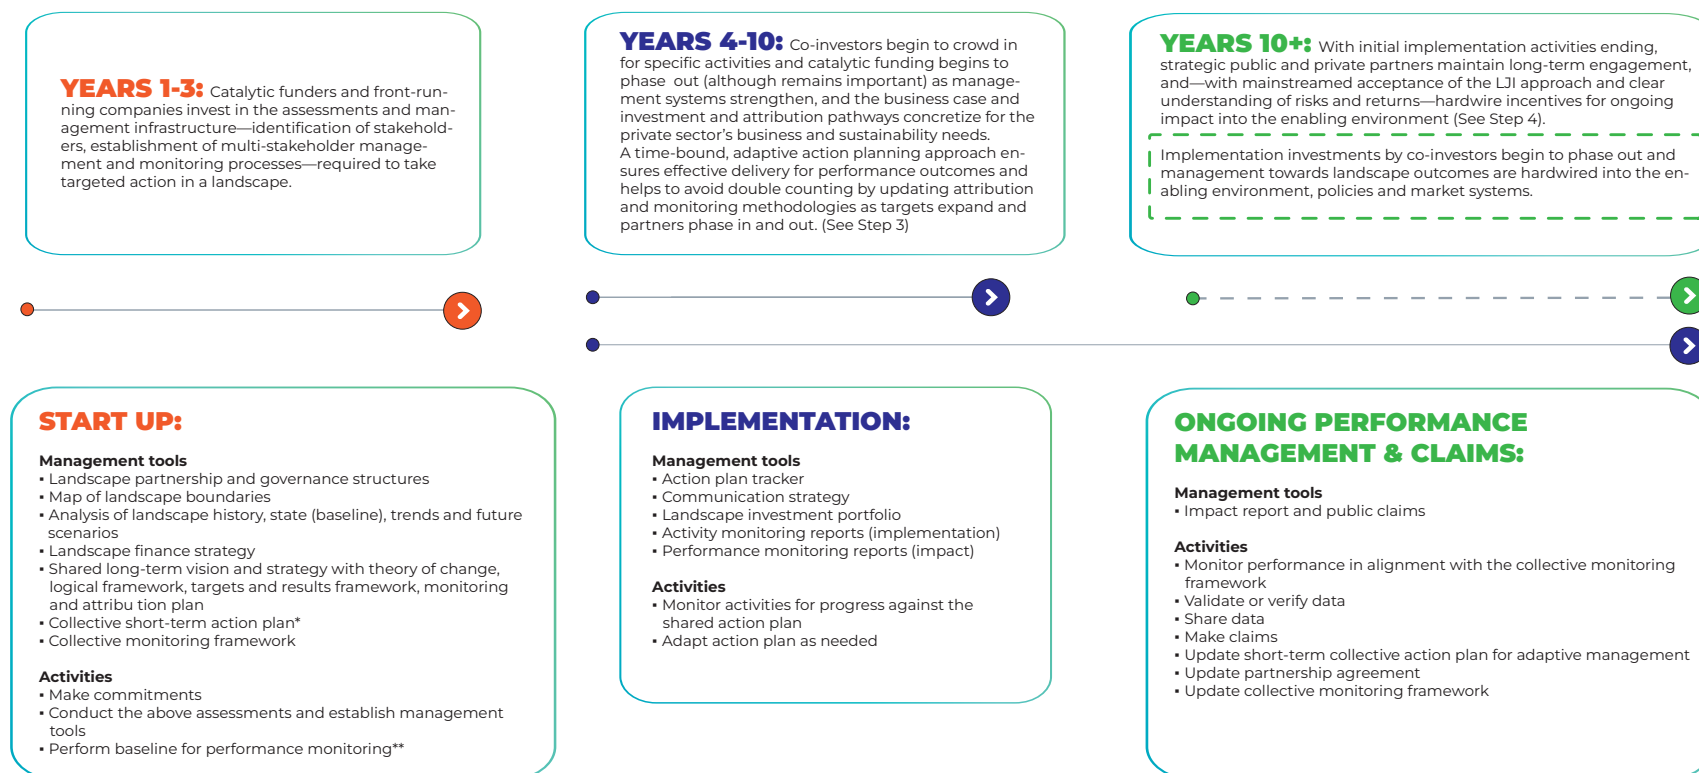 YEARS 1-3: Catalytic funders and front-run-
ning companies invest in the assessments and man-
agement infrastructure—identification of stakehold-
ers, establishment of multi-stakeholder manage-
ment and monitoring processes—required to take
targeted action in a landscape.
YEARS 4-10: Co-investors begin to crowd in
for specific activities and catalytic funding begins to
phase out (although remains important) as manage-
ment systems strengthen, and the business case and
investment and attribution pathways concretize for the
private sector's business and sustainability needs.
A time-bound, adaptive action planning approach en-
sures effective delivery for performance outcomes and
helps to avoid double counting by updating attribution
and monitoring methodologies as targets expand and
partners phase in and out. (See Step 3)
YEARS 10+: With initial implementation activities ending,
strategic public and private partners maintain long-term engagement,
and—with mainstreamed acceptance of the LJI approach and clear
understanding of risks and returns—hardwire incentives for ongoing
impact into the enabling environment (See Step 4).
Implementation investments by co-investors begin to phase out and
management towards landscape outcomes are hardwired into the en-
abling environment, policies and market systems.
START UP:
Management tools
▪ Landscape partnership and governance structures
▪ Map of landscape boundaries
▪ Analysis of landscape history, state (baseline), trends and future
scenarios
▪ Landscape finance strategy
▪ Shared long-term vision and strategy with theory of change,
logical framework, targets and results framework, monitoring
and attribu tion plan
▪ Collective short-term action plan*
▪ Collective monitoring framework
Activities
▪ Make commitments
▪ Conduct the above assessments and establish management
tools
▪ Perform baseline for performance monitoring**
IMPLEMENTATION:
Management tools
▪ Action plan tracker
▪ Communication strategy
▪ Landscape investment portfolio
▪ Activity monitoring reports (implementation)
▪ Performance monitoring reports (impact)
Activities
▪ Monitor activities for progress against the
shared action plan
▪ Adapt action plan as needed
ONGOING PERFORMANCE
MANAGEMENT & CLAIMS:
Management tools
▪ Impact report and public claims
Activities
▪ Monitor performance in alignment with the collective monitoring
framework
▪ Validate or verify data
▪ Share data
▪ Make claims
▪ Update short-term collective action plan for adaptive management
▪ Update partnership agreement
▪ Update collective monitoring framework